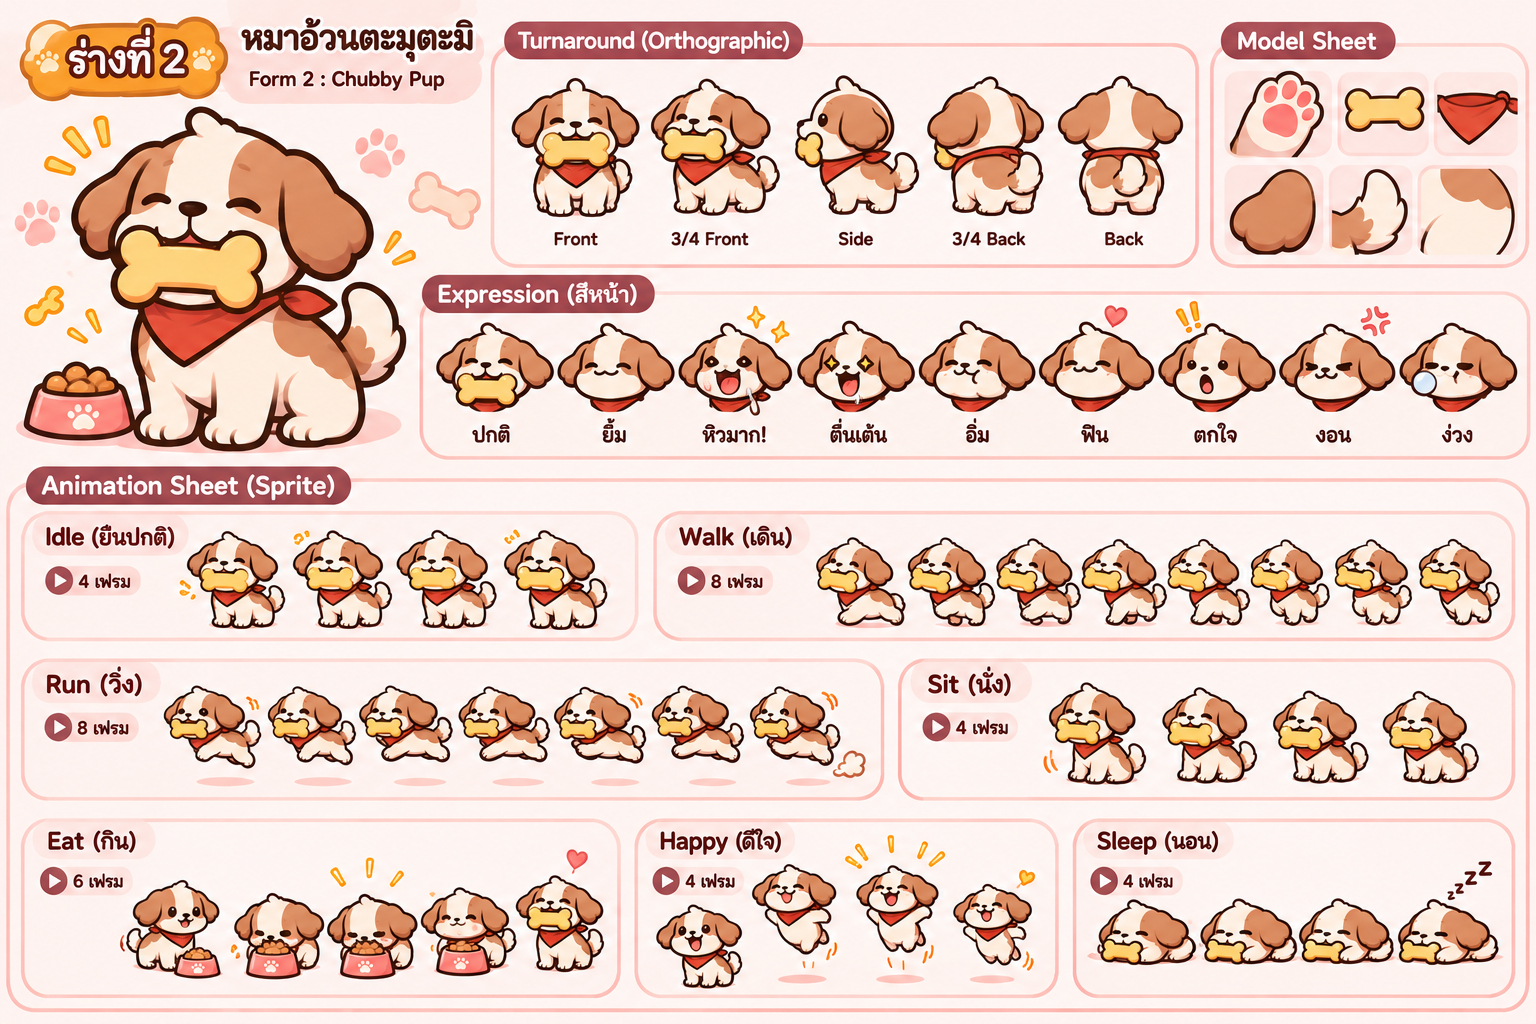 ร่างที่ 2
หมาอ้วนตะมุตะมิ
Form 2 : Chubby Pup
Turnaround (Orthographic)
Front
3/4 Front
Side
3/4 Back
Back
Model Sheet
Expression (สีหน้า)
ปกติ
ยิ้ม
หิวมาก!
ตื่นเต้น
อิ่ม
ฟิน
ตกใจ
งอน
ง่วง
Animation Sheet (Sprite)
Idle (ยืนปกติ)
4 เฟรม
Walk (เดิน)
8 เฟรม
Run (วิ่ง)
8 เฟรม
Sit (นั่ง)
4 เฟรม
Eat (กิน)
6 เฟรม
Happy (ดีใจ)
4 เฟรม
Sleep (นอน)
4 เฟรม
z z Z Z